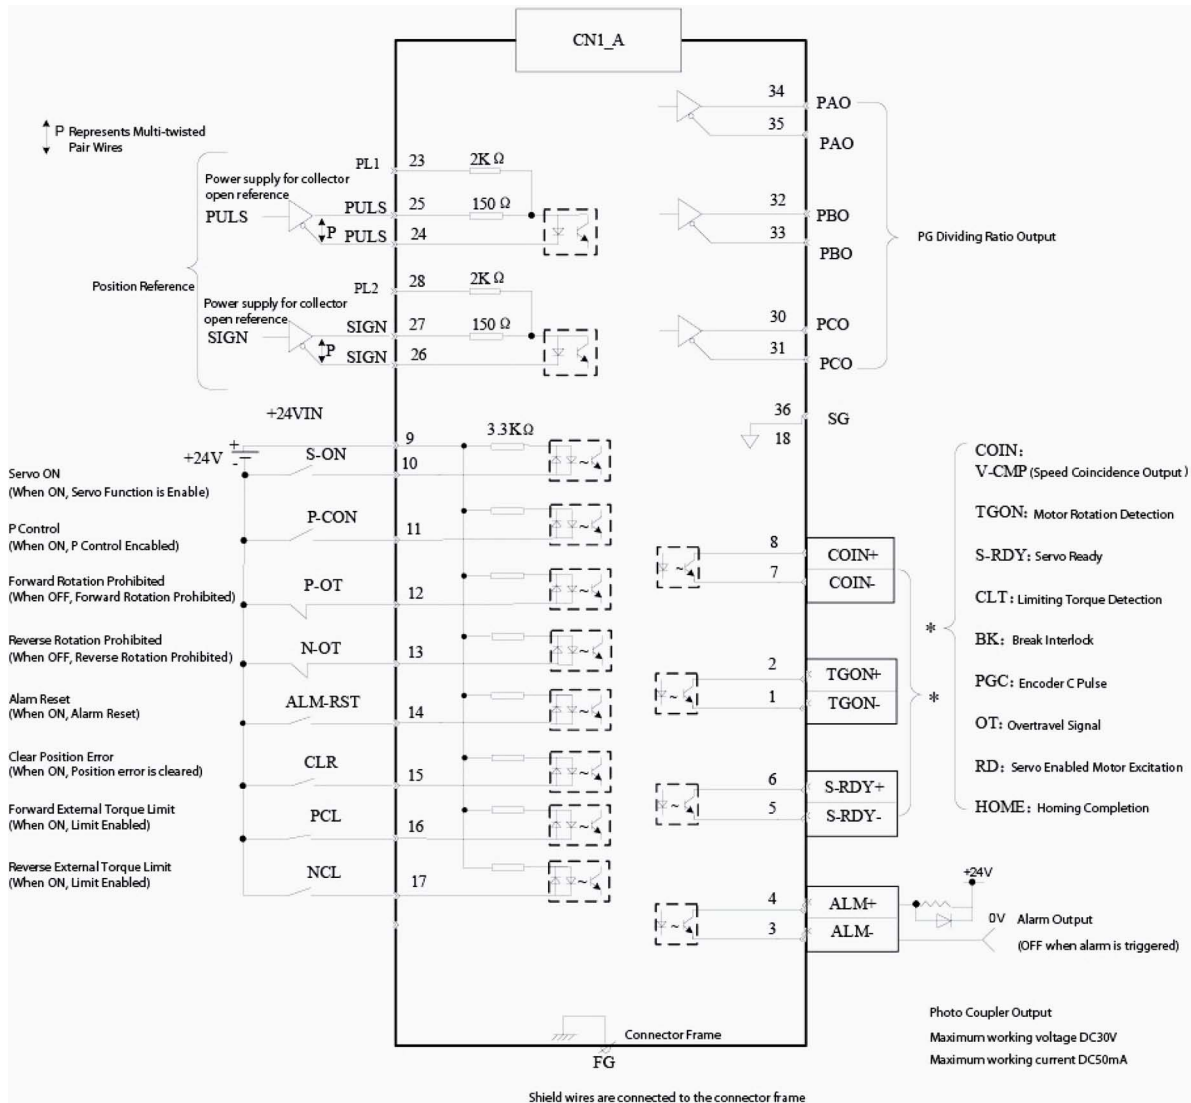 CN1_A
P Represents Multi-twisted
Pair Wires
Position Reference
PL1
23
2K Ω
Power supply for collector
open reference
PULS
PULS
25
150 Ω
P
PULS
24
PL2
28
2K Ω
Power supply for collector
open reference
SIGN
SIGN
27
150 Ω
P
SIGN
26
34
PAO
35
PAO
32
PBO
33
PBO
PG Dividing Ratio Output
30
PCO
31
PCO
36
SG
18
+24VIN
9
3.3K Ω
+
+24V
-
S-ON
10
Servo ON
(When ON, Servo Function is Enable)
P-CON
11
P Control
(When ON, P Control Encabled)
Forward Rotation Prohibited
(When OFF, Forward Rotation Prohibited)
P-OT
12
Reverse Rotation Prohibited
(When OFF, Reverse Rotation Prohibited)
N-OT
13
Alam Reset
(When ON, Alarm Reset)
ALM-RST
14
Clear Position Error
(When ON, Position error is cleared)
CLR
15
Forward External Torque Limit
(When ON, Limit Enabled)
PCL
16
Reverse External Torque Limit
(When ON, Limit Enabled)
NCL
17
~
~
~
~
~
~
~
~
~
8
COIN+
7
COIN-
~
2
TGON+
1
TGON-
~
6
S-RDY+
5
S-RDY-
~
4
ALM+
3
ALM-
*
*
COIN:
V-CMP (Speed Coincidence Output)
TGON: Motor Rotation Detection
S-RDY: Servo Ready
CLT: Limiting Torque Detection
BK: Break Interlock
PGC: Encoder C Pulse
OT: Overtravel Signal
RD: Servo Enabled Motor Excitation
HOME: Homing Completion
+24V
0V
Alarm Output
(OFF when alarm is triggered)
Photo Coupler Output
Maximum working voltage DC30V
Maximum working current DC50mA
Connector Frame
FG
Shield wires are connected to the connector frame